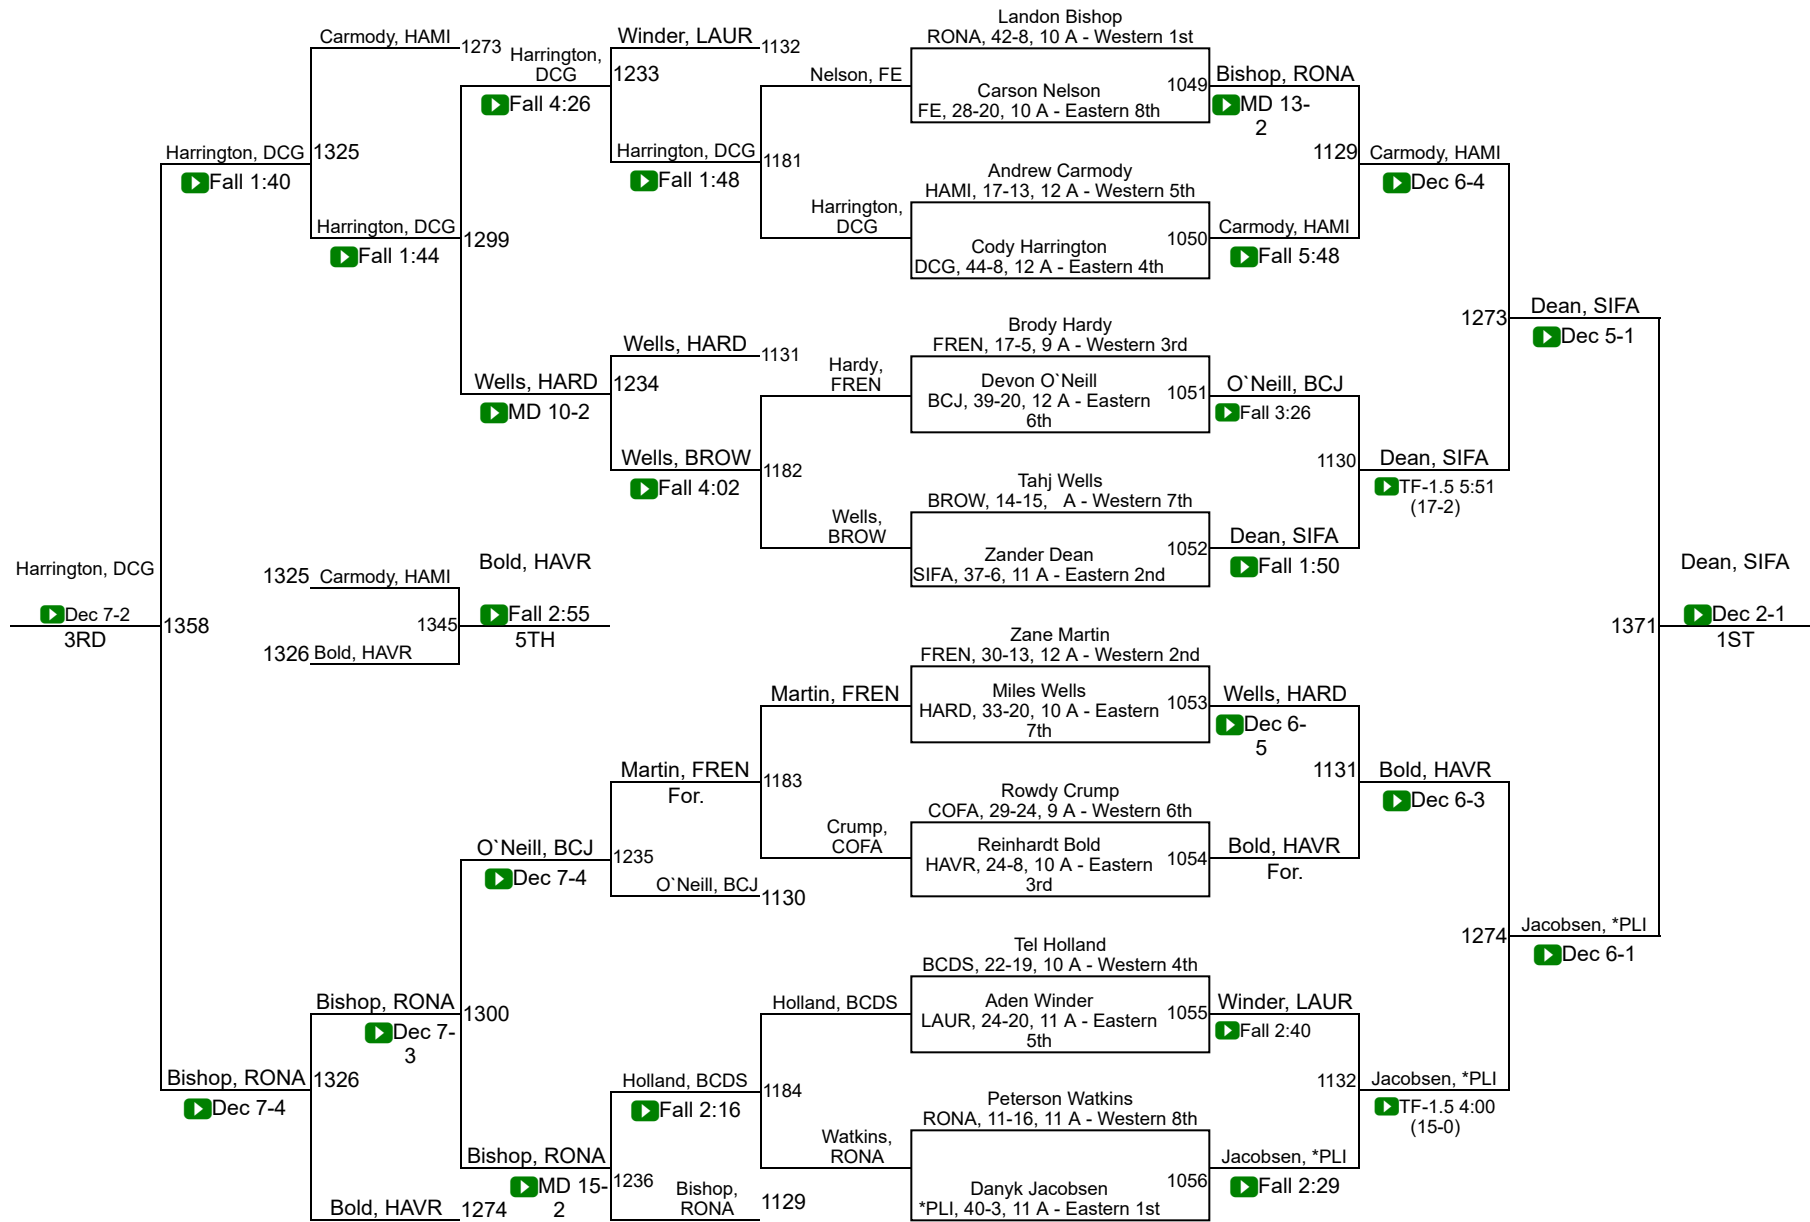 Landon Bishop
Carmody, HAMI
1273
Winder, LAUR
1132
RONA, 42-8, 10 A - Western 1st
Harrington,
DCG
1233
Nelson, FE
Carson Nelson
FE, 28-20, 10 A - Eastern 8th
1049
Bishop, RONA
Fall 4:26
MD 13-
2
Harrington, DCG
1325
Fall 1:40
Harrington, DCG
1181
Fall 1:48
Andrew Carmody
HAMI, 17-13, 12 A - Western 5th
1129
Carmody, HAMI
Dec 6-4
Harrington, DCG
1299
Fall 1:44
Harrington,
DCG
Cody Harrington
DCG, 44-8, 12 A - Eastern 4th
1050
Carmody, HAMI
Fall 5:48
1273
Dean, SIFA
Dec 5-1
Wells, HARD
1131
Brody Hardy
FREN, 17-5, 9 A - Western 3rd
Wells, HARD
1234
MD 10-2
Hardy,
FREN
Devon O`Neill
BCJ, 39-20, 12 A - Eastern
6th
1051
O`Neill, BCJ
Fall 3:26
Wells, BROW
1182
Fall 4:02
Tahj Wells
BROW, 14-15, A - Western 7th
1130
Dean, SIFA
TF-1.5 5:51
(17-2)
Wells,
BROW
Zander Dean
SIFA, 37-6, 11 A - Eastern 2nd
1052
Dean, SIFA
Fall 1:50
Harrington, DCG
Dec 7-2
3RD
1358
1325
Carmody, HAMI
1326
Bold, HAVR
1345
Bold, HAVR
Fall 2:55
5TH
1371
Dean, SIFA
Dec 2-1
1ST
Zane Martin
FREN, 30-13, 12 A - Western 2nd
Martin, FREN
Miles Wells
HARD, 33-20, 10 A - Eastern
7th
1053
Wells, HARD
Dec 6-
5
Martin, FREN
For.
1183
Rowdy Crump
COFA, 29-24, 9 A - Western 6th
1131
Bold, HAVR
Dec 6-3
O`Neill, BCJ
1235
Dec 7-4
Crump,
COFA
Reinhardt Bold
HAVR, 24-8, 10 A - Eastern
3rd
1054
Bold, HAVR
For.
O`Neill, BCJ
1130
1274
Jacobsen, *PLI
Dec 6-1
Tel Holland
BCDS, 22-19, 10 A - Western 4th
Bishop, RONA
1300
Dec 7-
3
Holland, BCDS
Aden Winder
LAUR, 24-20, 11 A - Eastern
5th
1055
Winder, LAUR
Fall 2:40
Bishop, RONA
1326
Dec 7-4
Holland, BCDS
1184
Fall 2:16
Peterson Watkins
RONA, 11-16, 11 A - Western 8th
1132
Jacobsen, *PLI
TF-1.5 4:00
(15-0)
Bishop, RONA
1236
MD 15-
2
Watkins,
RONA
Danyk Jacobsen
*PLI, 40-3, 11 A - Eastern 1st
1056
Jacobsen, *PLI
Fall 2:29
Bold, HAVR
1274
Bishop,
RONA
1129